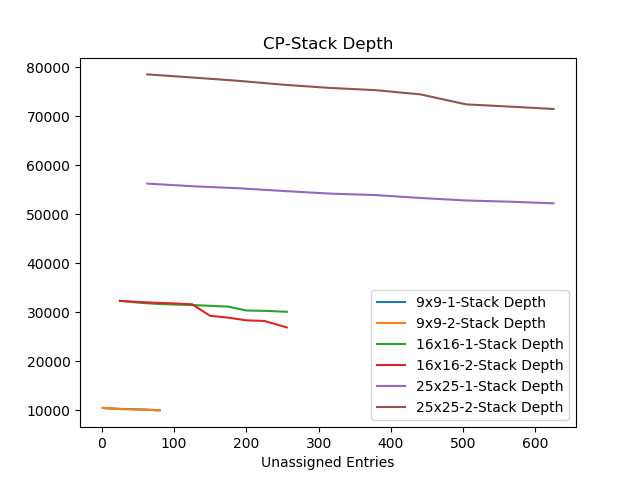 CP-Stack Depth
80000
70000
60000
50000
40000
30000
20000
10000
9x9-1-Stack Depth
9x9-2-Stack Depth
16x16-1-Stack Depth
16x16-2-Stack Depth
25x25-1-Stack Depth
25x25-2-Stack Depth
0 100 200 300 400 500 600
Unassigned Entries